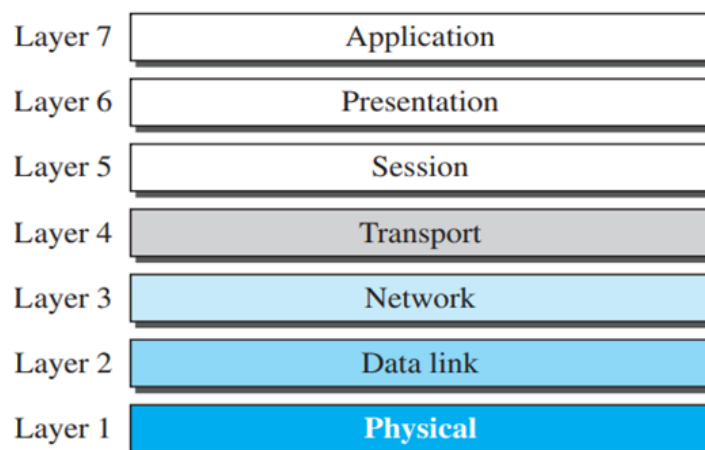 Layer 7 Application
Layer 6 Presentation
Layer 5 Session
Layer 4 Transport
Layer 3 Network
Layer 2 Data link
Layer 1 Physical